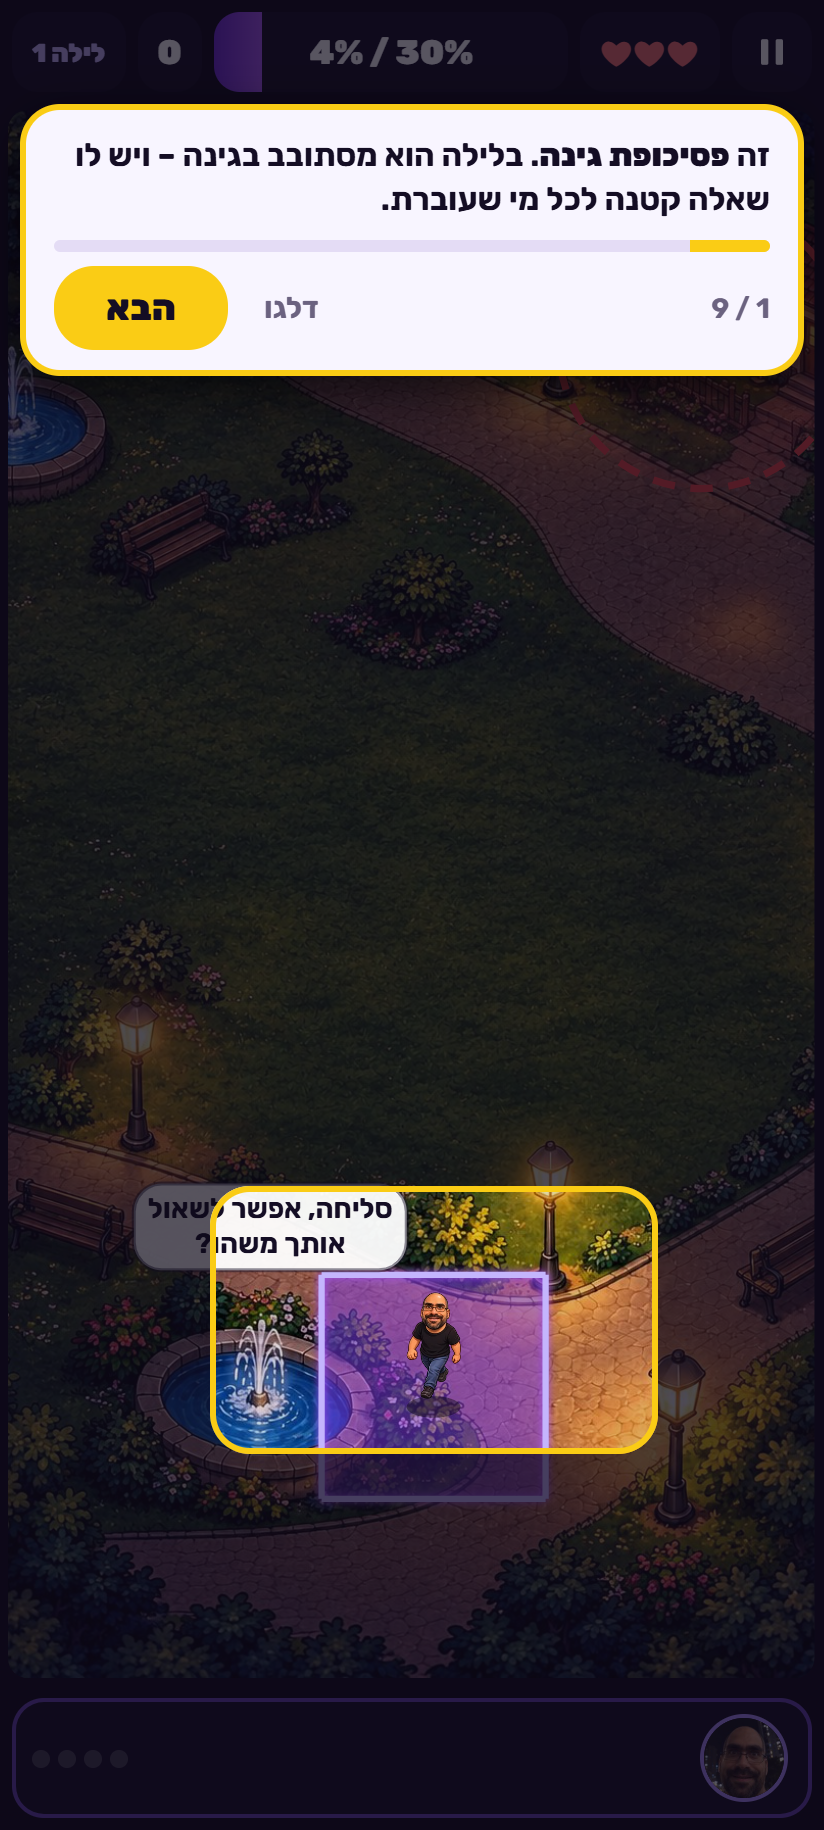 לילה 1
0
4% / 30%
זה פסיכופת גינה. בלילה הוא מסתובב בגינה – ויש לו
שאלה קטנה לכל מי שעוברת.
9 / 1
דלגו
הבא
סליחה, אפשר לשאול
אותך משהו?